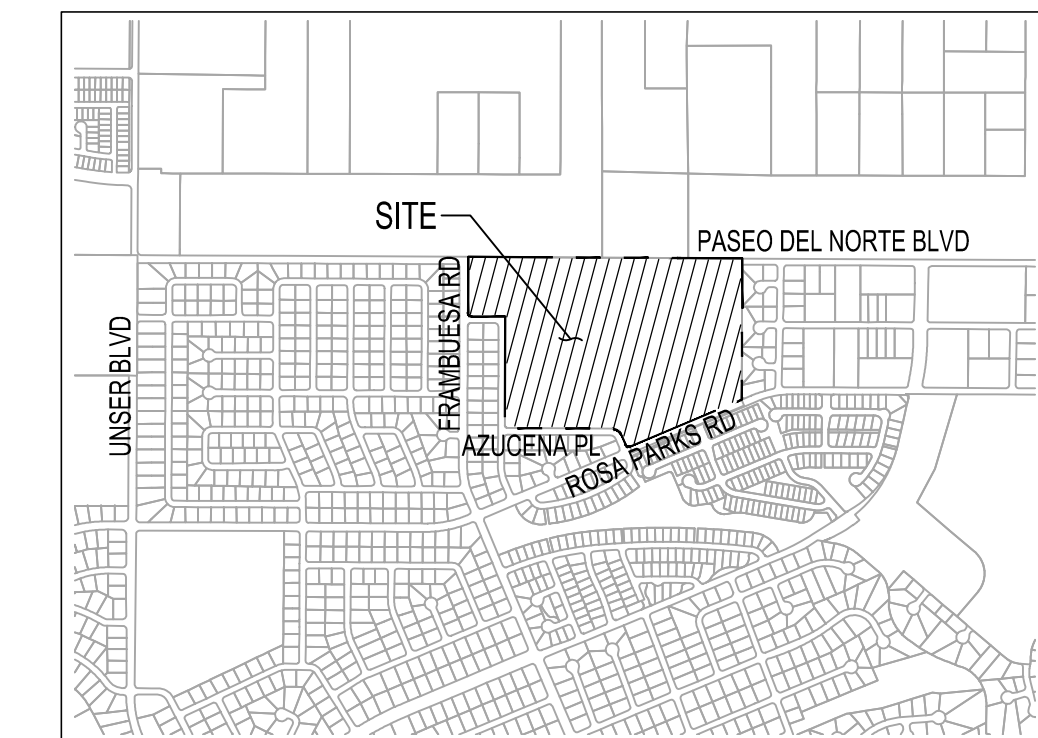 SITE
PASEO DEL NORTE BLVD
FRAMBUESA RD
UNSER BLVD
AZUCENA PL
ROSA PARKS RD